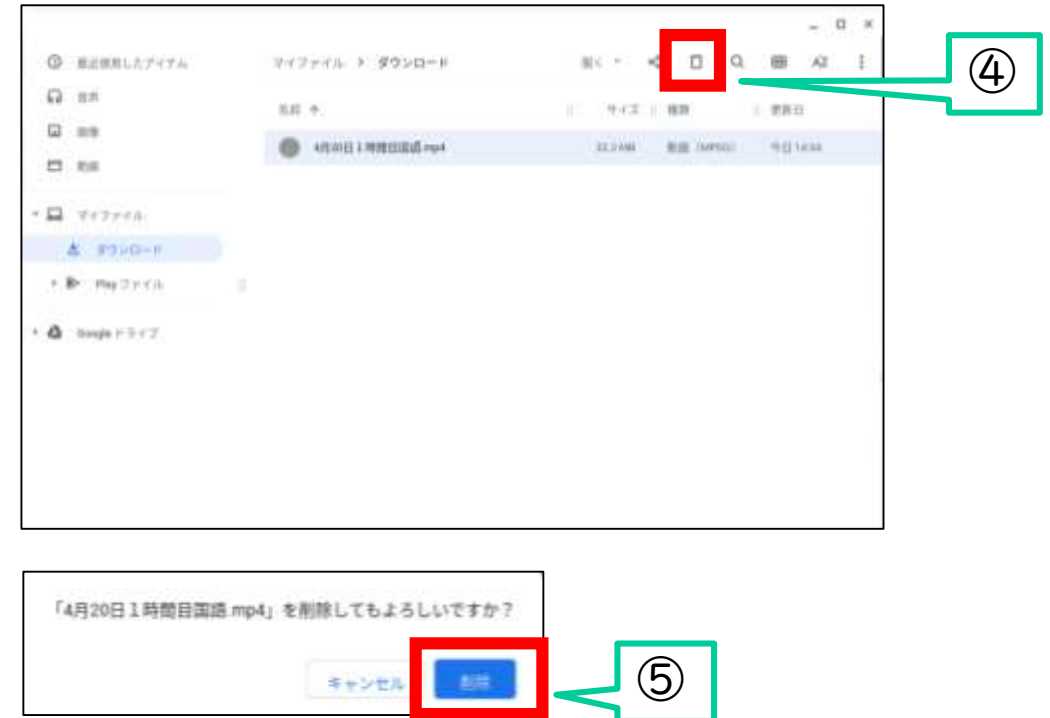 最近使用したアイテム
マイファイル > ダウンロード
開く
④
音声
名前
サイズ
種類
更新日
画像
4月20日1時間目国語.mp4
今日
動画
マイファイル
ダウンロード
Play ファイル
Google ドライブ
「4月20日1時間目国語.mp4」を削除してもよろしいですか？
キャンセル
削除
⑤